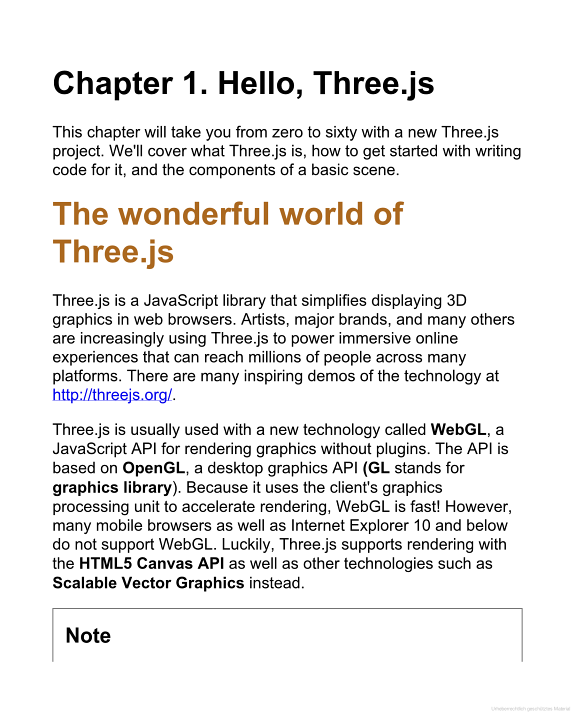 Chapter 1. Hello, Three.js
This chapter will take you from zero to sixty with a new Three.js
project. We'll cover what Three.js is, how to get started with writing
code for it, and the components of a basic scene.
The wonderful world of
Three.js
Three.js is a JavaScript library that simplifies displaying 3D
graphics in web browsers. Artists, major brands, and many others
are increasingly using Three.js to power immersive online
experiences that can reach millions of people across many
platforms. There are many inspiring demos of the technology at
http://threejs.org/.
Three.js is usually used with a new technology called WebGL, a
JavaScript API for rendering graphics without plugins. The API is
based on OpenGL, a desktop graphics API (GL stands for
graphics library). Because it uses the client's graphics
processing unit to accelerate rendering, WebGL is fast! However,
many mobile browsers as well as Internet Explorer 10 and below
do not support WebGL. Luckily, Three.js supports rendering with
the HTML5 Canvas API as well as other technologies such as
Scalable Vector Graphics instead.
Note
Urheberrechtlich geschütztes Material